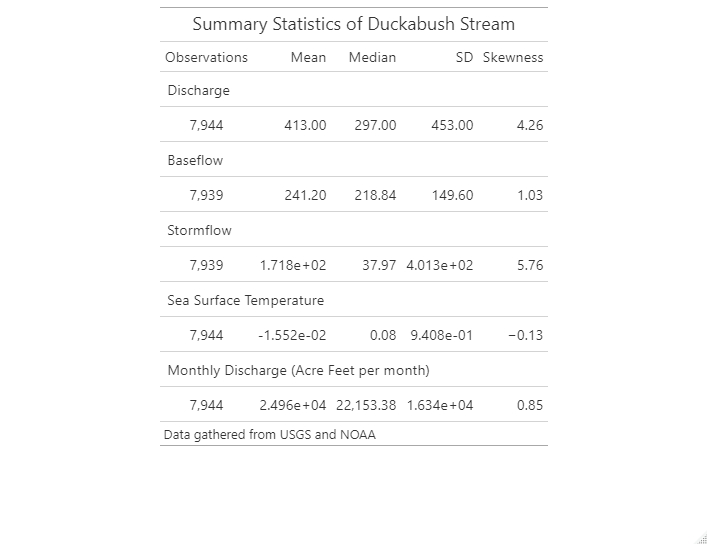 Summary Statistics of Duckabush Stream
Observations Mean Median SD Skewness
Discharge
7,944 413.00 297.00 453.00 4.26
Baseflow
7,939 241.20 218.84 149.60 1.03
Stormflow
7,939 1.718e+02 37.97 4.013e+02 5.76
Sea Surface Temperature
7,944 -1.552e-02 0.08 9.408e-01 −0.13
Monthly Discharge (Acre Feet per month)
7,944 2.496e+04 22,153.38 1.634e+04 0.85
Data gathered from USGS and NOAA